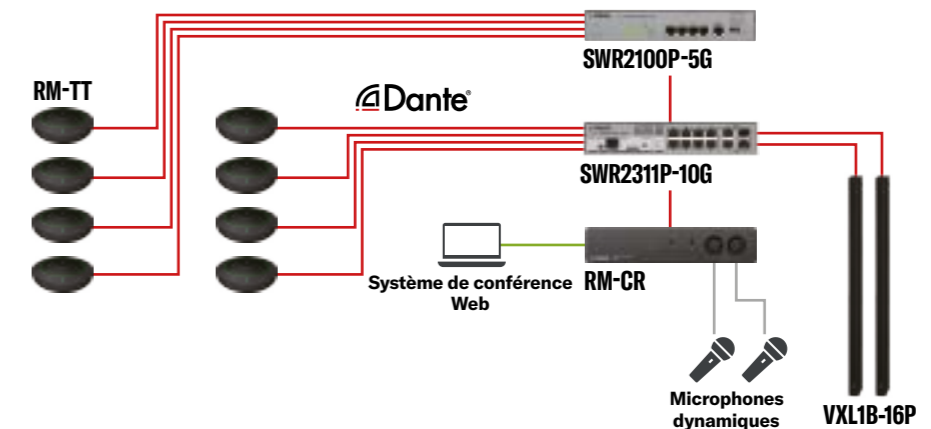 SWR2100P-5G
RM-TT
Dante®
SWR2311P-10G
Système de conférence
Web
RM-CR
Microphones
dynamiques
VXL1B-16P